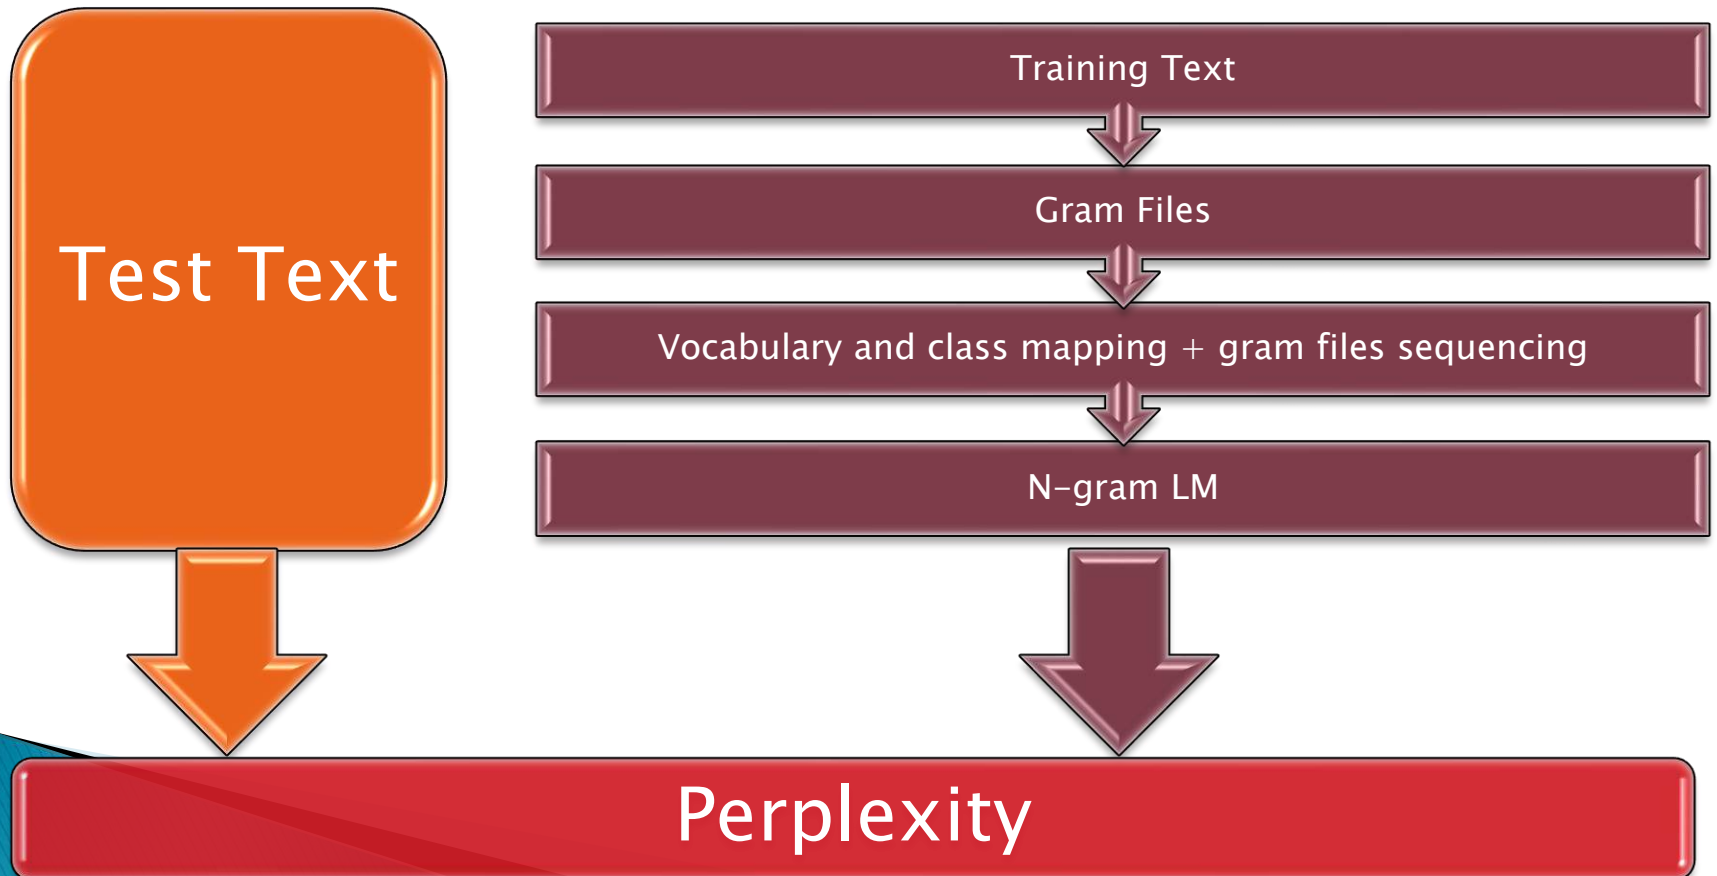 Test Text
Training Text
Gram Files
Vocabulary and class mapping + gram files sequencing
N-gram LM
Perplexity